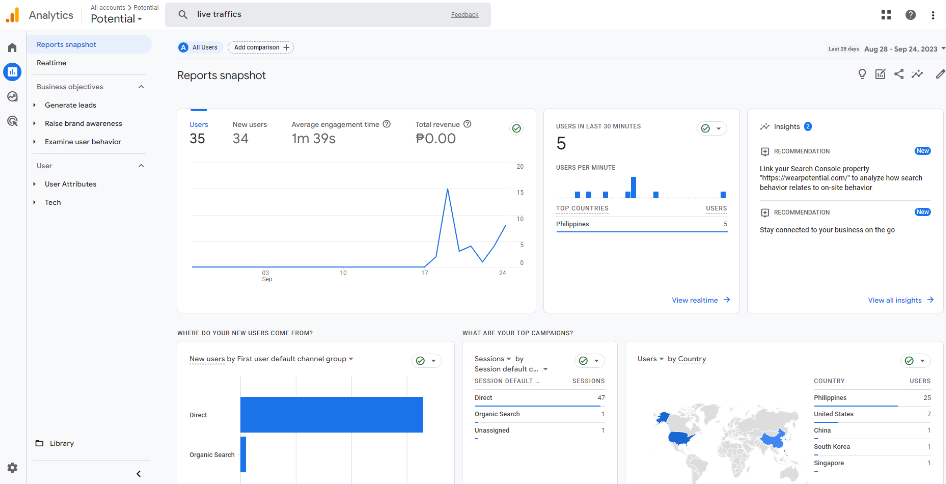 Analytics
All accounts > Potential
Potential
live traffics
Feedback
Reports snapshot
Realtime
Business objectives
Generate leads
Raise brand awareness
Examine user behavior
User
User Attributes
Tech
Library
A All Users
Add comparison +
Last 28 days Aug 28 - Sep 24, 2023
Reports snapshot
Users
35
New users
34
Average engagement time
1m 39s
Total revenue
₱0.00
20
15
10
5
0
03
Sep
10
17
24
USERS IN LAST 30 MINUTES
5
USERS PER MINUTE
TOP COUNTRIES USERS
Philippines 5
View realtime
Insights 2
RECOMMENDATION New
Link your Search Console property
"https://wearpotential.com/" to analyze how search
behavior relates to on-site behavior
RECOMMENDATION New
Stay connected to your business on the go
View all insights
WHERE DO YOUR NEW USERS COME FROM?
New users by First user default channel group
Direct
Organic Search
WHAT ARE YOUR TOP CAMPAIGNS?
Sessions by
Session default c...
SESSION DEFAULT ... SESSIONS
Direct 47
Organic Search 1
Unassigned 1
Users by Country
COUNTRY USERS
Philippines 25
United States 7
China 1
South Korea 1
Singapore 1